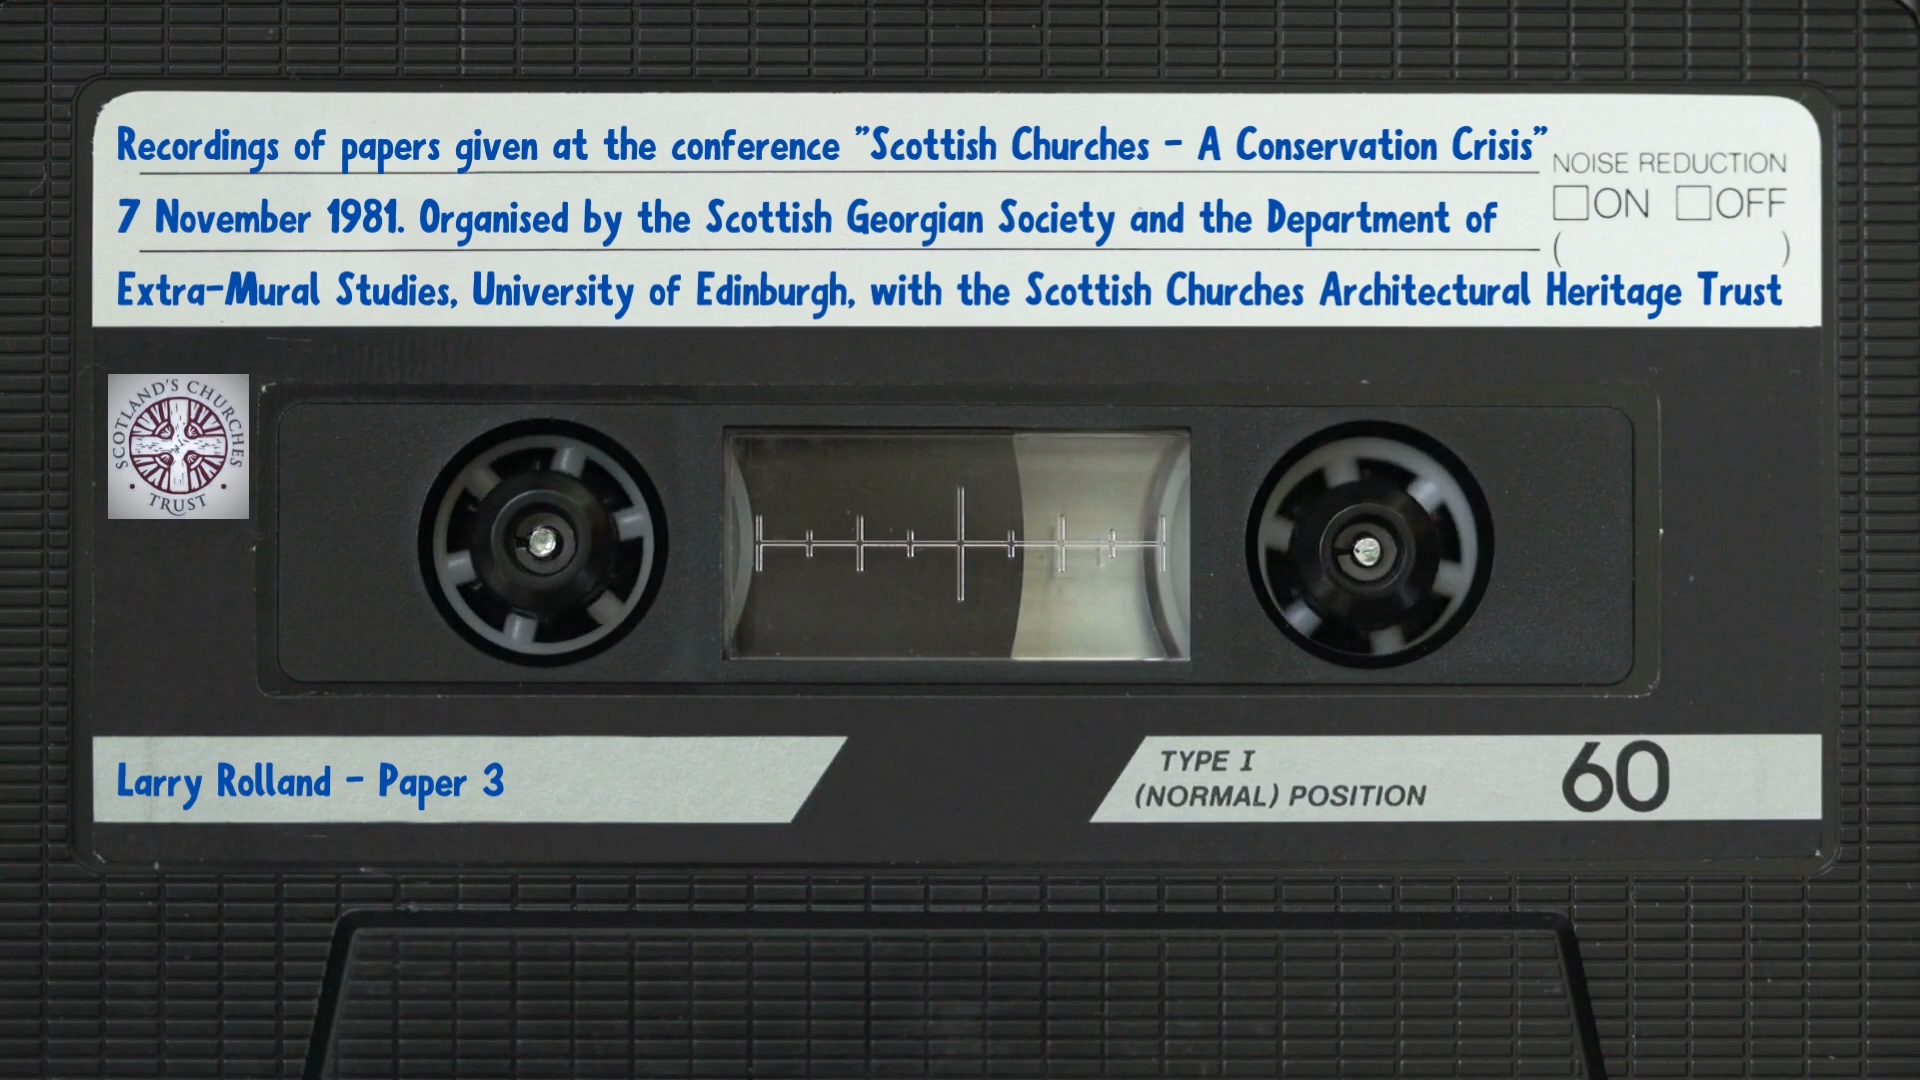 Recordings of papers given at the conference "Scottish Churches - A Conservation Crisis"
7 November 1981. Organised by the Scottish Georgian Society and the Department of
Extra-Mural Studies, University of Edinburgh, with the Scottish Churches Architectural Heritage Trust
NOISE REDUCTION
ON OFF
( )
SCOTLAND'S CHURCHES
TRUST
Larry Rolland - Paper 3
TYPE I
(NORMAL) POSITION
60